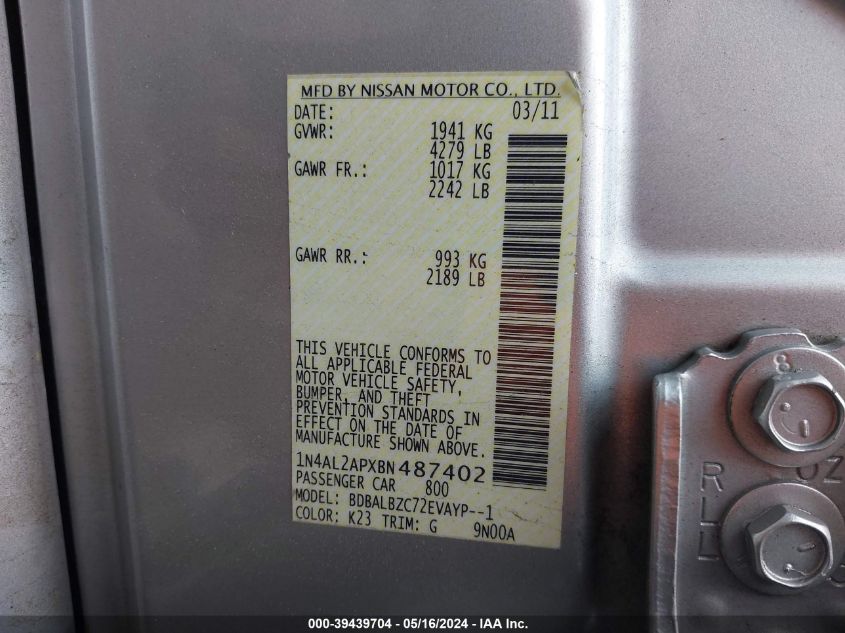 MFD BY NISSAN MOTOR CO., LTD.
DATE: 03/11
GVWR: 1941 KG
4279 LB
GAWR FR.: 1017 KG
2242 LB
GAWR RR.: 993 KG
2189 LB
THIS VEHICLE CONFORMS TO
ALL APPLICABLE FEDERAL
MOTOR VEHICLE SAFETY,
BUMPER, AND THEFT
PREVENTION STANDARDS IN
EFFECT ON THE DATE OF
MANUFACTURE SHOWN ABOVE.
1N4AL2APXBN487402
PASSENGER CAR 800
MODEL: BDBALBZC72EVAYP--1
COLOR: K23 TRIM: G 9N00A
8
000-39439704 - 05/16/2024 - IAA Inc.